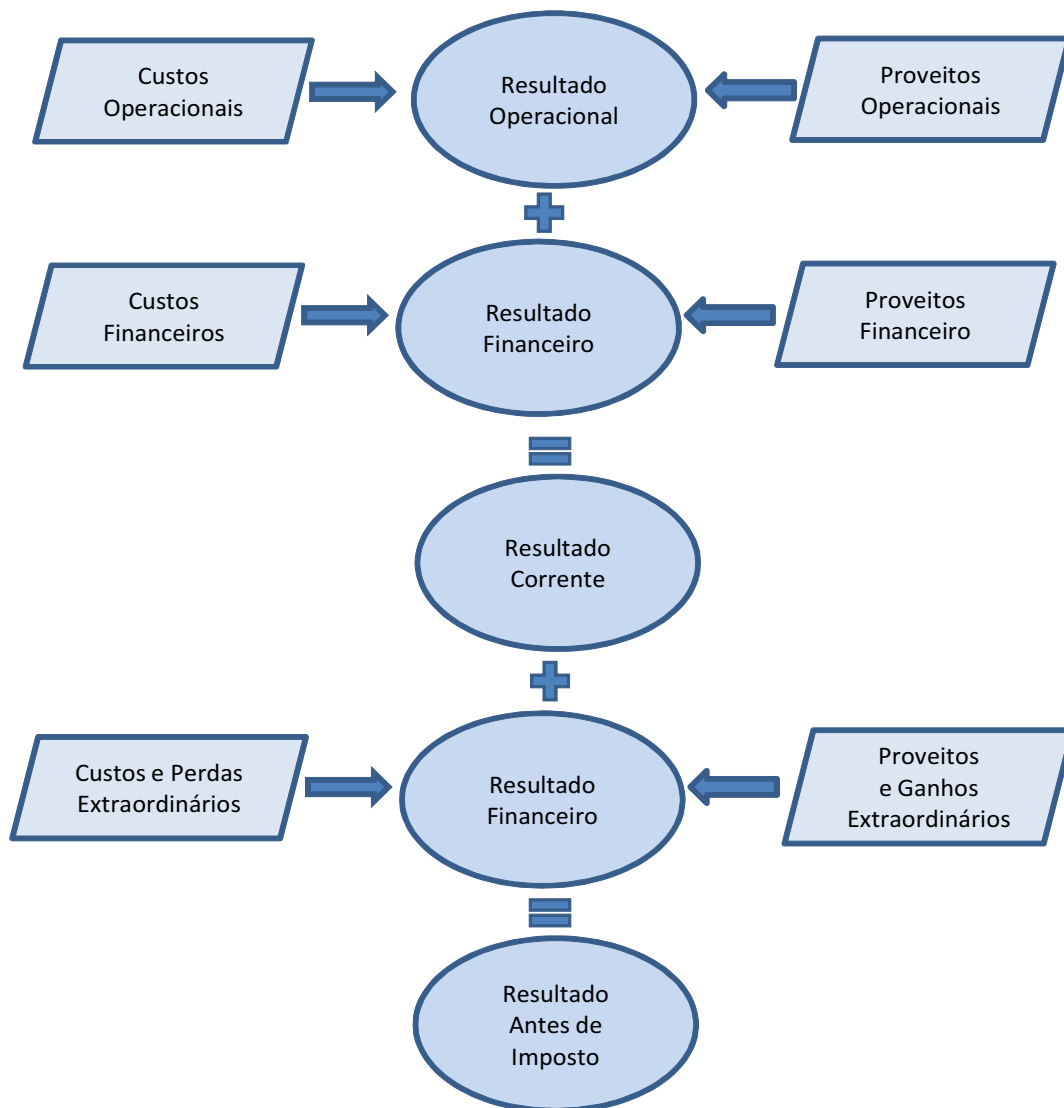 Custos
Operacionais
Resultado
Operacional
Proveitos
Operacionais
Custos
Financeiros
Resultado
Financeiro
Proveitos
Financeiro
Resultado
Corrente
Custos e Perdas
Extraordinários
Resultado
Financeiro
Proveitos
e Ganhos
Extraordinários
Resultado
Antes de
Imposto